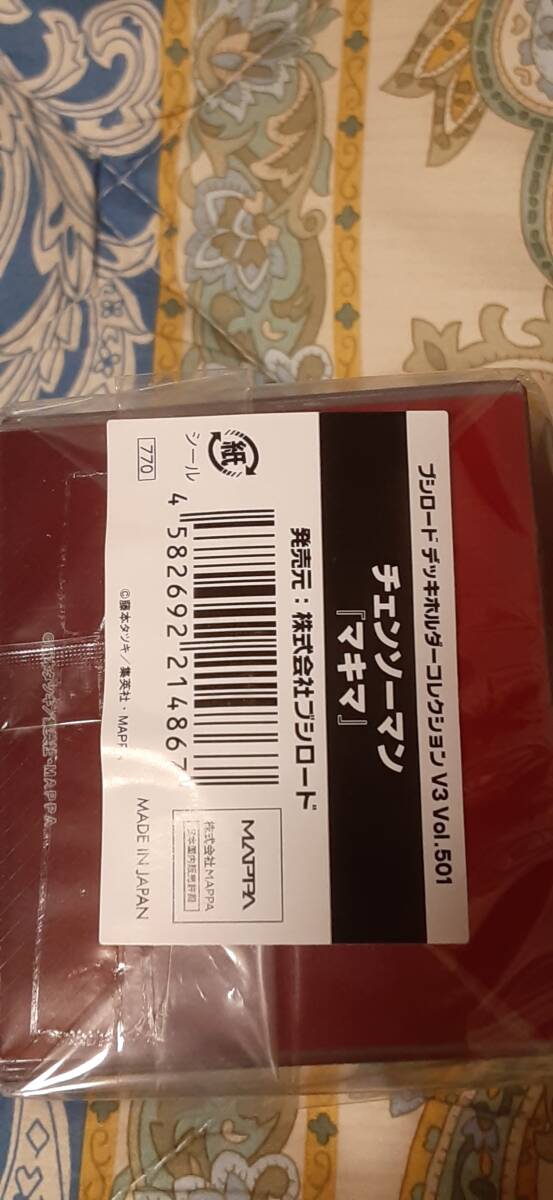 ブシロード デッキホルダーコレクション V3 Vol.501
チェンソーマン
『マキマ』
発売元：株式会社ブシロード
紙
シール
770
4 582692 214867
MAPPA
株式会社MAPPA
©藤本タツキ／集英社・MAPPA
MADE IN JAPAN
・MAPPA